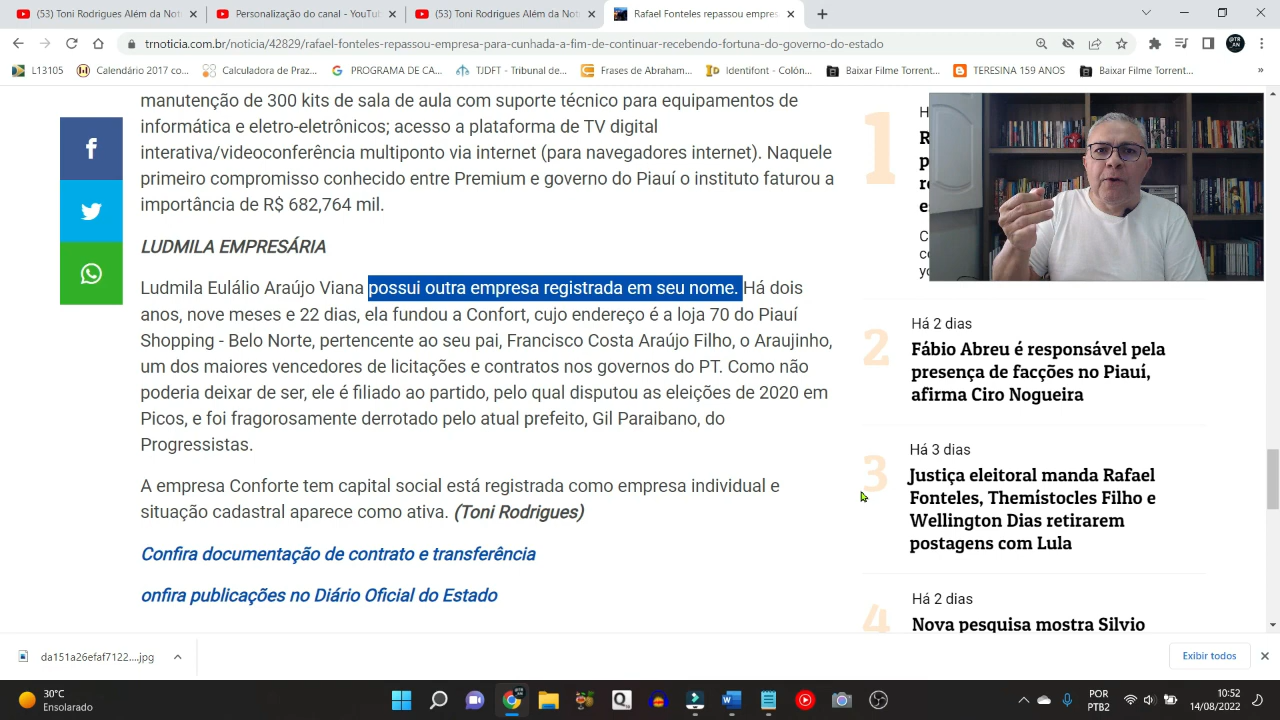 (53) Toni Rodrigues Além da Not
Personalização do canal - YouTu
(53) Toni Rodrigues Além da Not
Rafael Fonteles repassou empres
trnoticia.com.br/noticia/42829/rafael-fonteles-repassou-empresa-para-cunhada-a-fim-de-continuar-recebendo-fortuna-do-governo-do-estado
L13105
Calendário 2017 co...
Calculadora de Praz...
PROGRAMA DE CA...
TJDFT - Tribunal de...
Frases de Abraham...
Identifont - Colón...
Baixar Filme Torrent...
TERESINA 159 ANOS
Baixar Filme Torrent...
»
manutenção de 300 kits de sala de aula com suporte técnico para equipamentos de
informática e eletro-eletrônicos; acesso a plataforma de TV digital
interativa/videoconferência multiponto via internet (para navegadores internet). Naquele
primeiro compromisso conhecido entre Premium e governo do Piauí o instituto faturou a
importância de R$ 682,764 mil.
LUDMILA EMPRESÁRIA
Ludmila Eulálio Araújo Viana possui outra empresa registrada em seu nome. Há dois
anos, nove meses e 22 dias, ela fundou a Confort, cujo endereço é a loja 70 do Piauí
Shopping - Belo Norte, pertencente ao seu pai, Francisco Costa Araújo Filho, o Araujinho,
um dos maiores vencedores de licitações e contratos nos governos do PT. Como não
poderia deixar de ser, ele é filiado ao partido, pelo qual disputou as eleições de 2020 em
Picos, e foi fragorosamente derrotado pelo atual prefeito, Gil Paraibano, do
Progressistas.
A empresa Conforte tem capital social está registrada como empresa individual e
situação cadastral aparece como ativa. (Toni Rodrigues)
Confira documentação de contrato e transferência
onfira publicações no Diário Oficial do Estado
1
2
Há 2 dias
Fábio Abreu é responsável pela
presença de facções no Piauí,
afirma Ciro Nogueira
3
Há 3 dias
Justiça eleitoral manda Rafael
Fonteles, Themístocles Filho e
Wellington Dias retirarem
postagens com Lula
4
Há 2 dias
Nova pesquisa mostra Silvio
da151a26efaf7122....jpg
Exibir todos
30°C
Ensolarado
POR
PTB2
10:52
14/08/2022